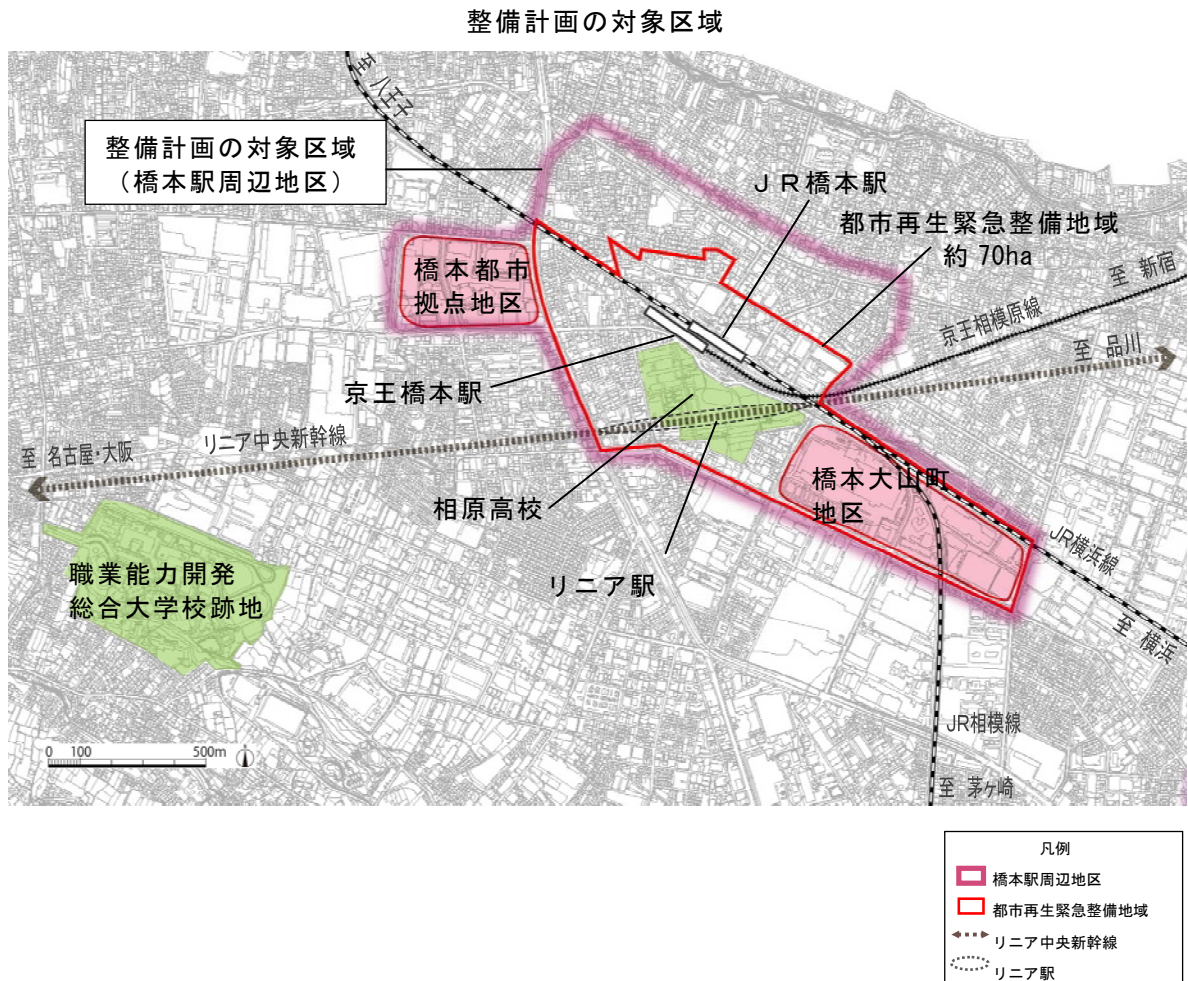 整備計画の対象区域
至 八王子
整備計画の対象区域
（橋本駅周辺地区）
ＪＲ橋本駅
都市再生緊急整備地域
約 70ha
橋本都市
拠点地区
至 新宿
京王相模原線
至 品川
京王橋本駅
リニア中央新幹線
至 名古屋・大阪
相原高校
橋本大山町
地区
リニア駅
JR横浜線
職業能力開発
総合大学校跡地
至 横浜
JR相模線
0 100 500m
至 茅ヶ崎
凡例
橋本駅周辺地区
都市再生緊急整備地域
リニア中央新幹線
リニア駅